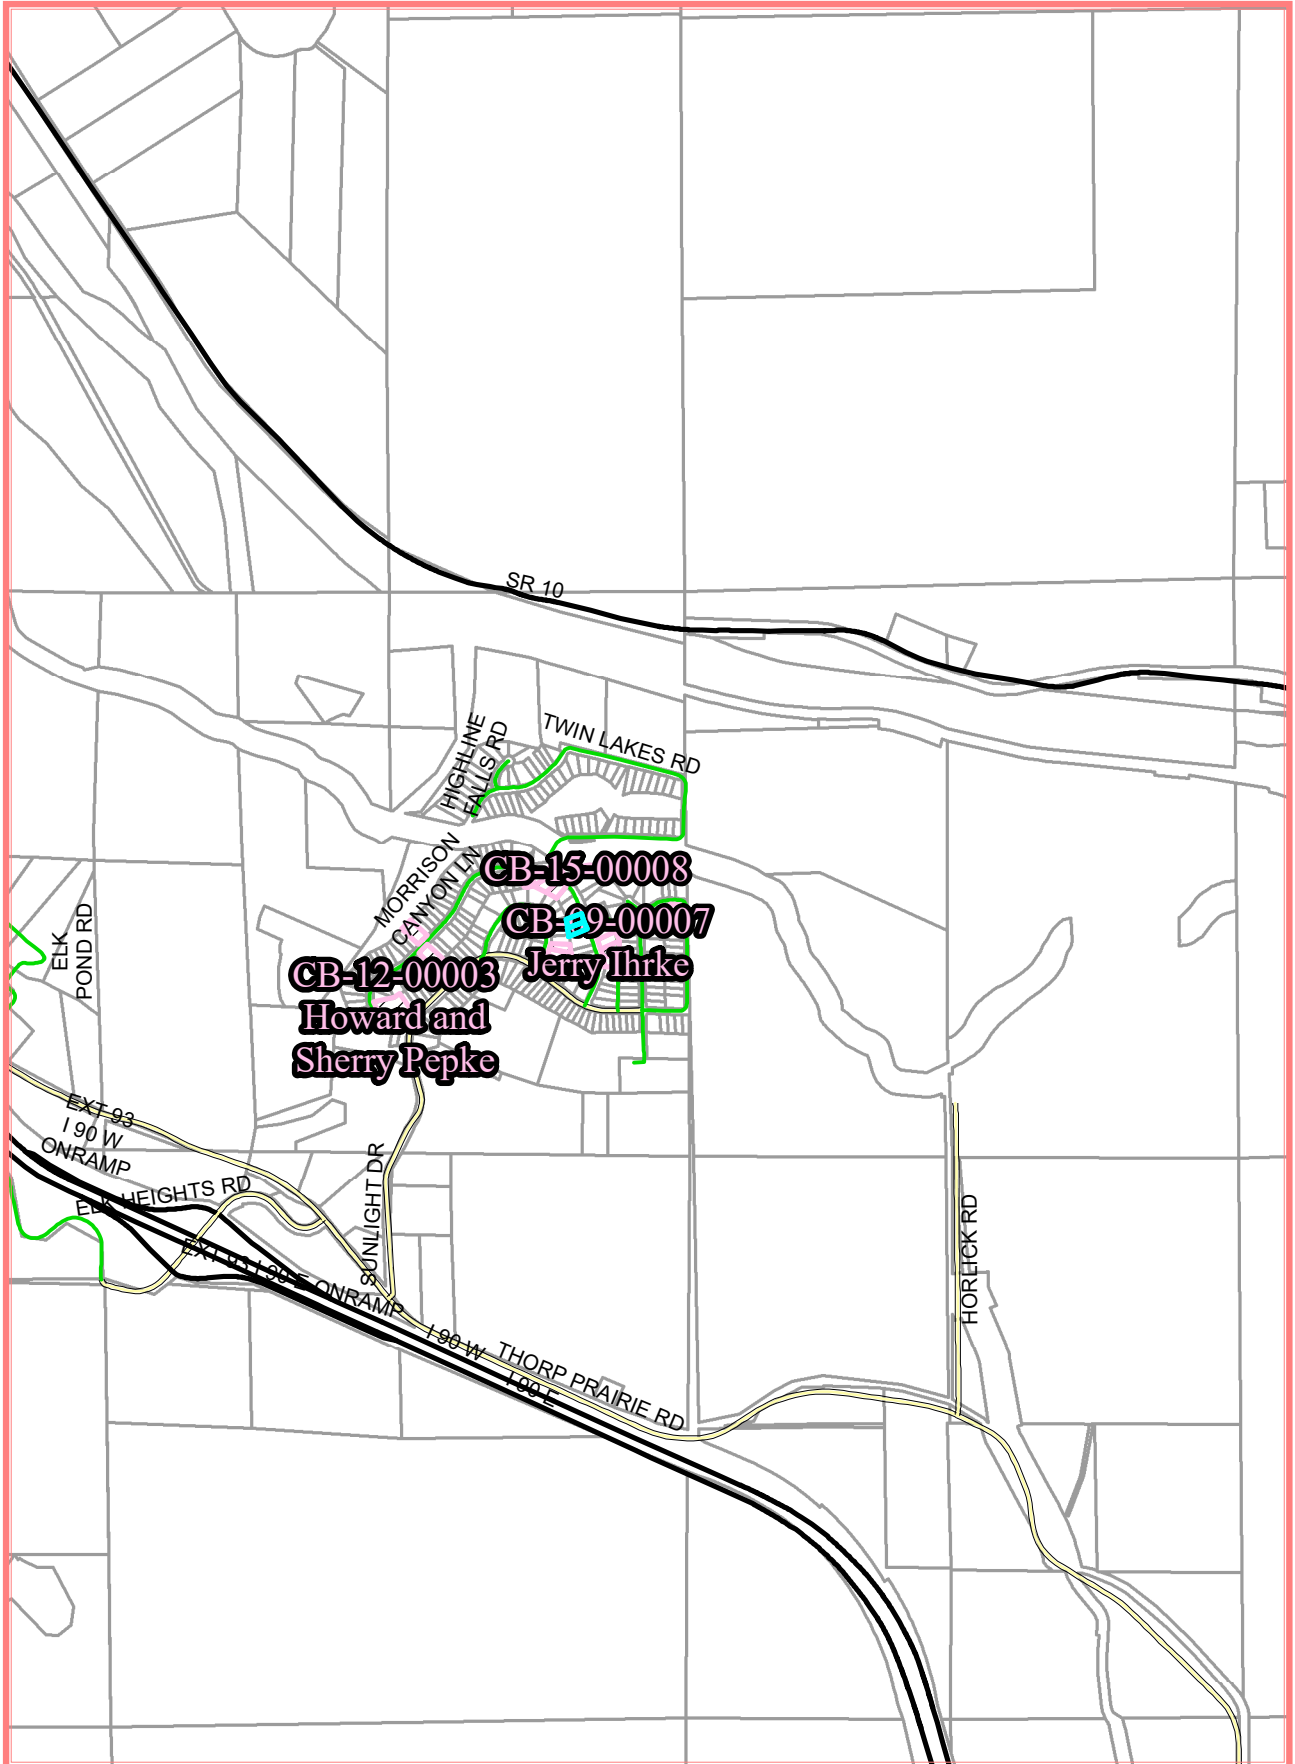 SR 10
TWIN LAKES RD
HIGHLINE
FALLS RD
MORRISON
CANYON LN
CB-15-00008
CB-09-00007
Jerry Ihrke
ELK
POND RD
CB-12-00003
Howard and
Sherry Pepke
EXT 93
I 90 W
ONRAMP
ELK HEIGHTS RD
SUNLIGHT DR
HORLICK RD
EXT 93 I 90 E ONRAMP
I 90 W
THORP PRAIRIE RD
I 90 E